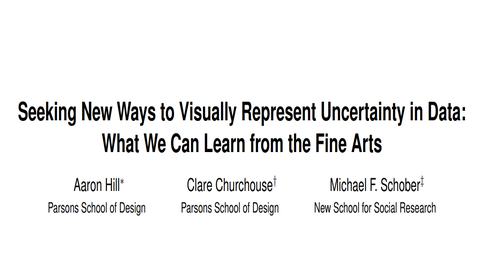 Seeking New Ways to Visually Represent Uncertainty in Data:
What We Can Learn from the Fine Arts
Aaron Hill* Clare Churchouse† Michael F. Schober‡
Parsons School of Design Parsons School of Design New School for Social Research